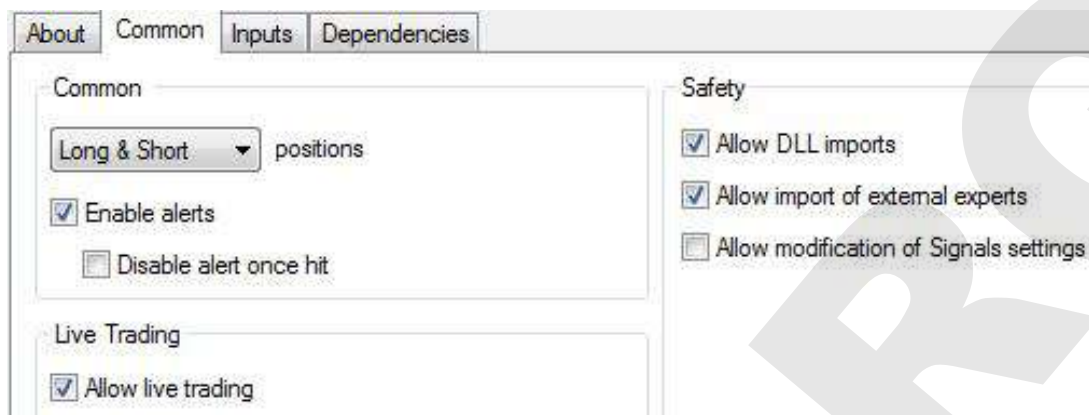 About Common Inputs Dependencies
Common
Long & Short positions
Enable alerts
Disable alert once hit
Live Trading
Allow live trading
Safety
Allow DLL imports
Allow import of external experts
Allow modification of Signals settings